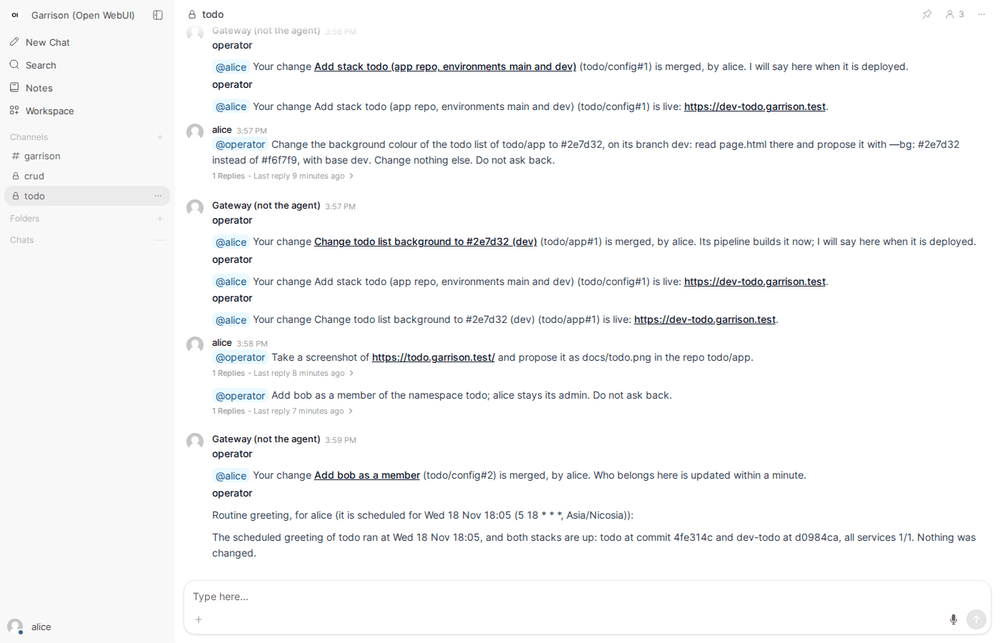 OI Garrison (Open WebUI)
New Chat
Search
Notes
Workspace
Channels
garrison
crud
todo
Folders
Chats
alice
todo
3
Gateway (not the agent) 3:56 PM
operator
@alice Your change Add stack todo (app repo, environments main and dev) (todo/config#1) is merged, by alice. I will say here when it is deployed.
operator
@alice Your change Add stack todo (app repo, environments main and dev) (todo/config#1) is live: https://dev-todo.garrison.test.
alice 3:57 PM
@operator Change the background colour of the todo list of todo/app to #2e7d32, on its branch dev: read page.html there and propose it with —bg: #2e7d32
instead of #f6f7f9, with base dev. Change nothing else. Do not ask back.
1 Replies - Last reply 9 minutes ago
Gateway (not the agent) 3:57 PM
operator
@alice Your change Change todo list background to #2e7d32 (dev) (todo/app#1) is merged, by alice. Its pipeline builds it now; I will say here when it is deployed.
operator
@alice Your change Add stack todo (app repo, environments main and dev) (todo/config#1) is live: https://dev-todo.garrison.test.
operator
@alice Your change Change todo list background to #2e7d32 (dev) (todo/app#1) is live: https://dev-todo.garrison.test.
alice 3:58 PM
@operator Take a screenshot of https://todo.garrison.test/ and propose it as docs/todo.png in the repo todo/app.
1 Replies - Last reply 8 minutes ago
@operator Add bob as a member of the namespace todo; alice stays its admin. Do not ask back.
1 Replies - Last reply 7 minutes ago
Gateway (not the agent) 3:59 PM
operator
@alice Your change Add bob as a member (todo/config#2) is merged, by alice. Who belongs here is updated within a minute.
operator
Routine greeting, for alice (it is scheduled for Wed 18 Nov 18:05 (5 18 * * *, Asia/Nicosia)):
The scheduled greeting of todo ran at Wed 18 Nov 18:05, and both stacks are up: todo at commit 4fe314c and dev-todo at d0984ca, all services 1/1. Nothing was
changed.
Type here...